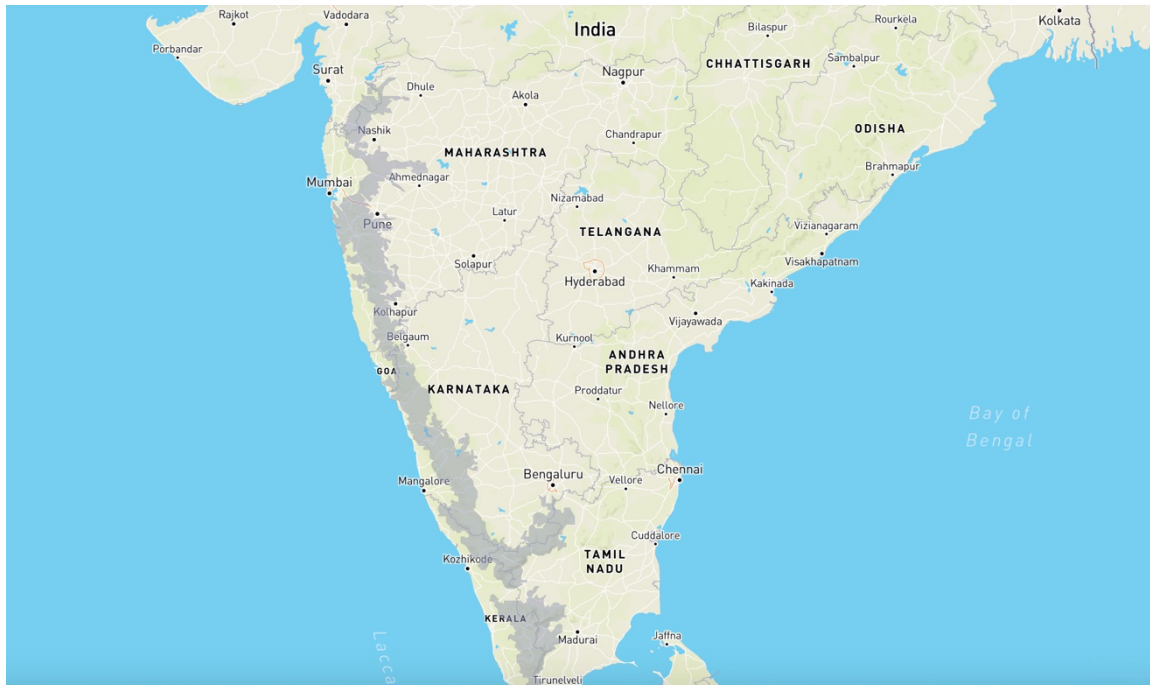 Rajkot
Vadodara
India
Bilaspur
Rourkela
Kolkata
Porbandar
Surat
Dhule
Akola
Nagpur
CHHATTISGARH
Sambalpur
Nashik
MAHARASHTRA
Chandrapur
ODISHA
Mumbai
Ahmednagar
Brahmapur
Pune
Latur
Nizamabad
TELANGANA
Vizianagaram
Solapur
Hyderabad
Khammam
Visakhapatnam
Kakinada
Kolhapur
Vijayawada
Belgaum
Kurnool
GOA
KARNATAKA
ANDHRA
PRADESH
Proddatur
Nellore
Bay of
Bengal
Mangalore
Bengaluru
Vellore
Chennai
Kozhikode
TAMIL
NADU
Cuddalore
KERALA
Madurai
Jaffna
Lacca
Tirunelveli